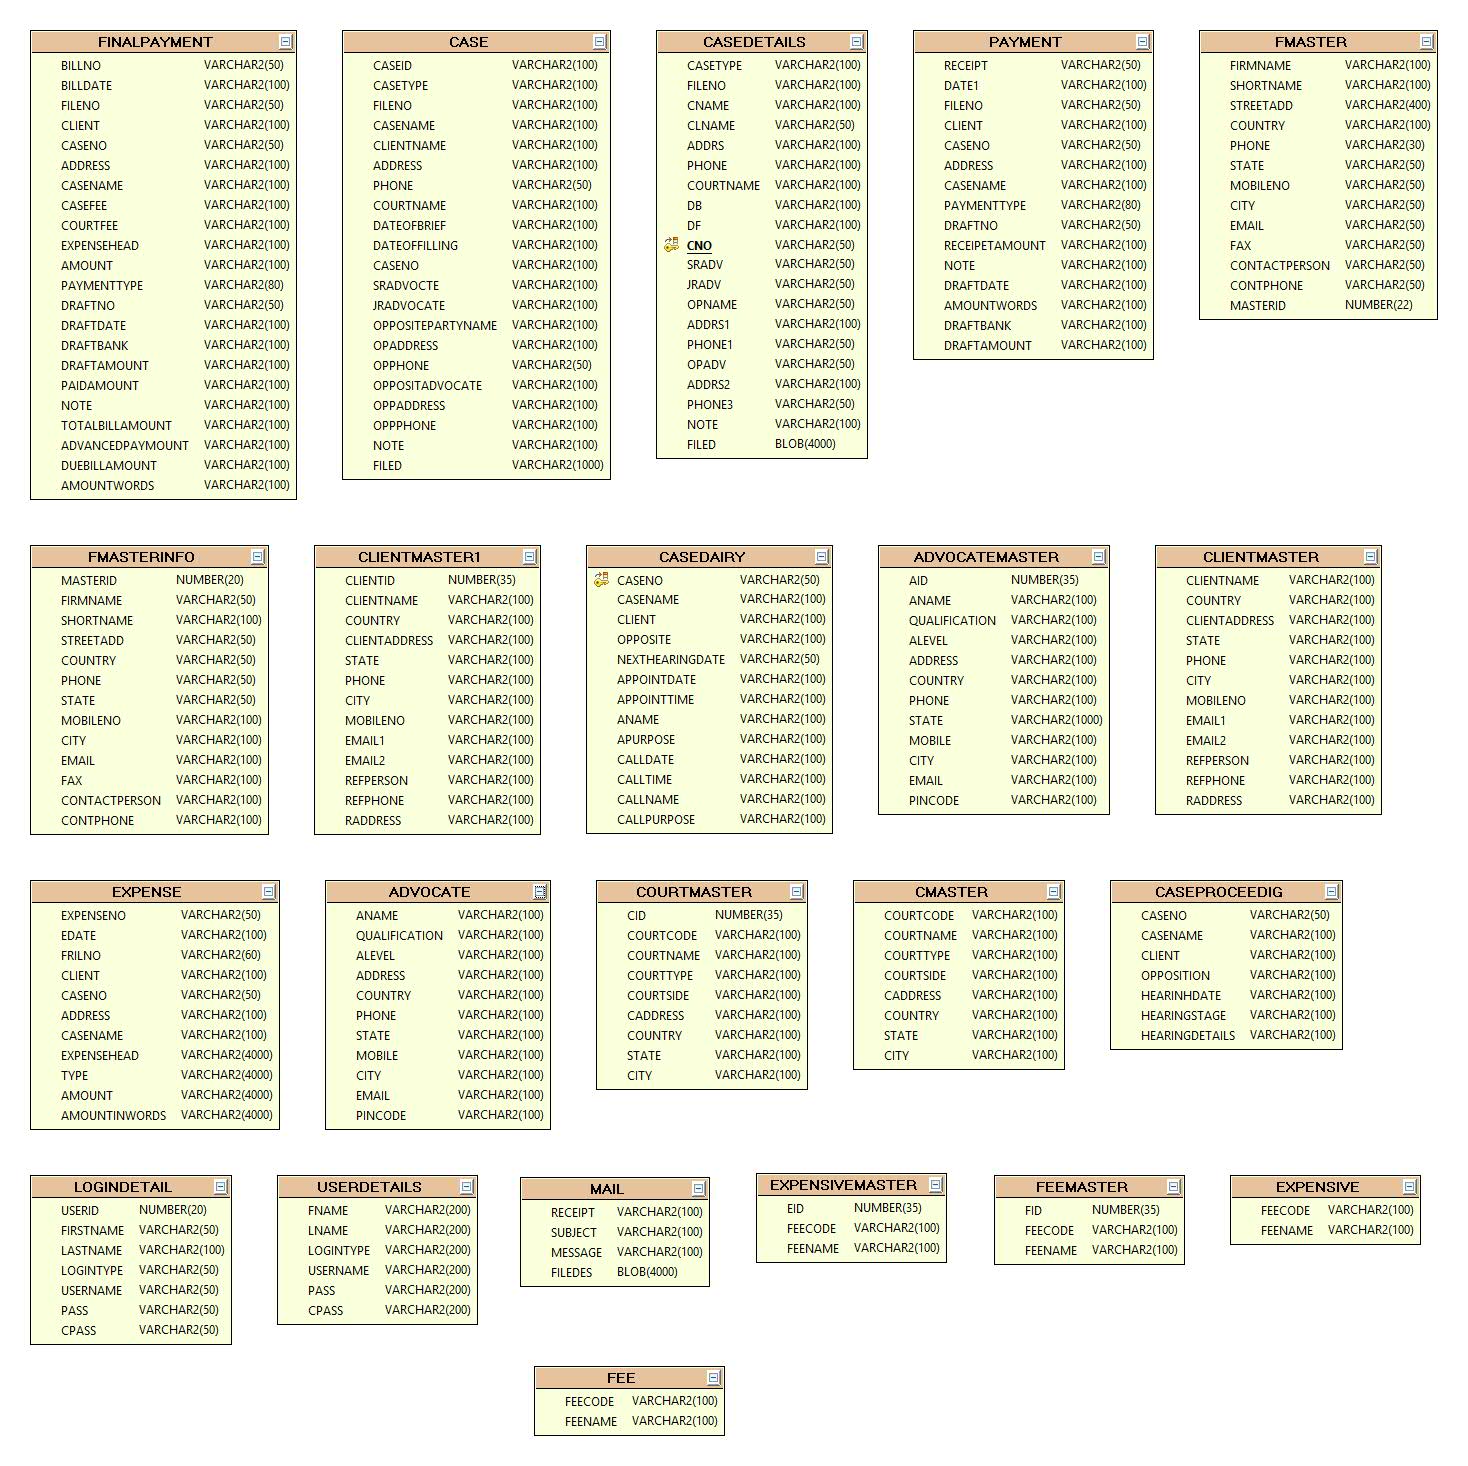 FINALPAYMENT
BILLNO VARCHAR2(50)
BILLDATE VARCHAR2(100)
FILENO VARCHAR2(50)
CLIENT VARCHAR2(100)
CASENO VARCHAR2(50)
ADDRESS VARCHAR2(100)
CASENAME VARCHAR2(100)
CASEFEE VARCHAR2(100)
COURTFEE VARCHAR2(100)
EXPENSEHEAD VARCHAR2(100)
AMOUNT VARCHAR2(100)
PAYMENTTYPE VARCHAR2(80)
DRAFTNO VARCHAR2(50)
DRAFTDATE VARCHAR2(100)
DRAFTBANK VARCHAR2(100)
DRAFTAMOUNT VARCHAR2(100)
PAIDAMOUNT VARCHAR2(100)
NOTE VARCHAR2(100)
TOTALBILLAMOUNT VARCHAR2(100)
ADVANCEDPAYMOUNT VARCHAR2(100)
DUEBILLAMOUNT VARCHAR2(100)
AMOUNTWORDS VARCHAR2(100)
CASE
CASEID VARCHAR2(100)
CASETYPE VARCHAR2(100)
FILENO VARCHAR2(100)
CASENAME VARCHAR2(100)
CLIENTNAME VARCHAR2(100)
ADDRESS VARCHAR2(100)
PHONE VARCHAR2(50)
COURTNAME VARCHAR2(100)
DATEOFBRIEF VARCHAR2(100)
DATEOFFILLING VARCHAR2(100)
CASENO VARCHAR2(100)
SRADVOCTE VARCHAR2(100)
JRADVOCATE VARCHAR2(100)
OPPOSITEPARTYNAME VARCHAR2(100)
OPADDRESS VARCHAR2(100)
OPPHONE VARCHAR2(50)
OPPOSITADVOCATE VARCHAR2(100)
OPPADDRESS VARCHAR2(100)
OPPPHONE VARCHAR2(100)
NOTE VARCHAR2(100)
FILED VARCHAR2(1000)
CASEDETAILS
CASETYPE VARCHAR2(100)
FILENO VARCHAR2(100)
CNAME VARCHAR2(100)
CLNAME VARCHAR2(50)
ADDRS VARCHAR2(100)
PHONE VARCHAR2(100)
COURTNAME VARCHAR2(100)
DB VARCHAR2(100)
DF VARCHAR2(100)
CNO VARCHAR2(50)
SRADV VARCHAR2(50)
JRADV VARCHAR2(50)
OPNAME VARCHAR2(50)
ADDRS1 VARCHAR2(100)
PHONE1 VARCHAR2(50)
OPADV VARCHAR2(50)
ADDRS2 VARCHAR2(100)
PHONE3 VARCHAR2(50)
NOTE VARCHAR2(100)
FILED BLOB(4000)
PAYMENT
RECEIPT VARCHAR2(50)
DATE1 VARCHAR2(100)
FILENO VARCHAR2(50)
CLIENT VARCHAR2(100)
CASENO VARCHAR2(50)
ADDRESS VARCHAR2(100)
CASENAME VARCHAR2(100)
PAYMENTTYPE VARCHAR2(80)
DRAFTNO VARCHAR2(50)
RECEIPETAMOUNT VARCHAR2(100)
NOTE VARCHAR2(100)
DRAFTDATE VARCHAR2(100)
AMOUNTWORDS VARCHAR2(100)
DRAFTBANK VARCHAR2(100)
DRAFTAMOUNT VARCHAR2(100)
FMASTER
FIRMNAME VARCHAR2(100)
SHORTNAME VARCHAR2(100)
STREETADD VARCHAR2(400)
COUNTRY VARCHAR2(100)
PHONE VARCHAR2(30)
STATE VARCHAR2(50)
MOBILENO VARCHAR2(50)
CITY VARCHAR2(50)
EMAIL VARCHAR2(50)
FAX VARCHAR2(50)
CONTACTPERSON VARCHAR2(50)
CONTPHONE VARCHAR2(50)
MASTERID NUMBER(22)
FMASTERINFO
MASTERID NUMBER(20)
FIRMNAME VARCHAR2(50)
SHORTNAME VARCHAR2(100)
STREETADD VARCHAR2(50)
COUNTRY VARCHAR2(50)
PHONE VARCHAR2(50)
STATE VARCHAR2(50)
MOBILENO VARCHAR2(100)
CITY VARCHAR2(100)
EMAIL VARCHAR2(100)
FAX VARCHAR2(100)
CONTACTPERSON VARCHAR2(100)
CONTPHONE VARCHAR2(100)
CLIENTMASTER1
CLIENTID NUMBER(35)
CLIENTNAME VARCHAR2(100)
COUNTRY VARCHAR2(100)
CLIENTADDRESS VARCHAR2(100)
STATE VARCHAR2(100)
PHONE VARCHAR2(100)
CITY VARCHAR2(100)
MOBILENO VARCHAR2(100)
EMAIL1 VARCHAR2(100)
EMAIL2 VARCHAR2(100)
REFPERSON VARCHAR2(100)
REFPHONE VARCHAR2(100)
RADDRESS VARCHAR2(100)
CASEDAIRY
CASENO VARCHAR2(50)
CASENAME VARCHAR2(100)
CLIENT VARCHAR2(100)
OPPOSITE VARCHAR2(100)
NEXTHEARINGDATE VARCHAR2(50)
APPOINTDATE VARCHAR2(100)
APPOINTTIME VARCHAR2(100)
ANAME VARCHAR2(100)
APURPOSE VARCHAR2(100)
CALLDATE VARCHAR2(100)
CALLTIME VARCHAR2(100)
CALLNAME VARCHAR2(100)
CALLPURPOSE VARCHAR2(100)
ADVOCATEMASTER
AID NUMBER(35)
ANAME VARCHAR2(100)
QUALIFICATION VARCHAR2(100)
ALEVEL VARCHAR2(100)
ADDRESS VARCHAR2(100)
COUNTRY VARCHAR2(100)
PHONE VARCHAR2(100)
STATE VARCHAR2(1000)
MOBILE VARCHAR2(100)
CITY VARCHAR2(100)
EMAIL VARCHAR2(100)
PINCODE VARCHAR2(100)
CLIENTMASTER
CLIENTNAME VARCHAR2(100)
COUNTRY VARCHAR2(100)
CLIENTADDRESS VARCHAR2(100)
STATE VARCHAR2(100)
PHONE VARCHAR2(100)
CITY VARCHAR2(100)
MOBILENO VARCHAR2(100)
EMAIL1 VARCHAR2(100)
EMAIL2 VARCHAR2(100)
REFPERSON VARCHAR2(100)
REFPHONE VARCHAR2(100)
RADDRESS VARCHAR2(100)
EXPENSE
EXPENSENO VARCHAR2(50)
EDATE VARCHAR2(100)
FRILNO VARCHAR2(60)
CLIENT VARCHAR2(100)
CASENO VARCHAR2(50)
ADDRESS VARCHAR2(100)
CASENAME VARCHAR2(100)
EXPENSEHEAD VARCHAR2(4000)
TYPE VARCHAR2(4000)
AMOUNT VARCHAR2(4000)
AMOUNTINWORDS VARCHAR2(4000)
ADVOCATE
ANAME VARCHAR2(100)
QUALIFICATION VARCHAR2(100)
ALEVEL VARCHAR2(100)
ADDRESS VARCHAR2(100)
COUNTRY VARCHAR2(100)
PHONE VARCHAR2(100)
STATE VARCHAR2(100)
MOBILE VARCHAR2(100)
CITY VARCHAR2(100)
EMAIL VARCHAR2(100)
PINCODE VARCHAR2(100)
COURTMASTER
CID NUMBER(35)
COURTCODE VARCHAR2(100)
COURTNAME VARCHAR2(100)
COURTTYPE VARCHAR2(100)
COURTSIDE VARCHAR2(100)
CADDRESS VARCHAR2(100)
COUNTRY VARCHAR2(100)
STATE VARCHAR2(100)
CITY VARCHAR2(100)
CMASTER
COURTCODE VARCHAR2(100)
COURTNAME VARCHAR2(100)
COURTTYPE VARCHAR2(100)
COURTSIDE VARCHAR2(100)
CADDRESS VARCHAR2(100)
COUNTRY VARCHAR2(100)
STATE VARCHAR2(100)
CITY VARCHAR2(100)
CASEPROCEEDIG
CASENO VARCHAR2(50)
CASENAME VARCHAR2(100)
CLIENT VARCHAR2(100)
OPPOSITION VARCHAR2(100)
HEARINHDATE VARCHAR2(100)
HEARINGSTAGE VARCHAR2(100)
HEARINGDETAILS VARCHAR2(100)
LOGINDETAIL
USERID NUMBER(20)
FIRSTNAME VARCHAR2(50)
LASTNAME VARCHAR2(100)
LOGINTYPE VARCHAR2(50)
USERNAME VARCHAR2(50)
PASS VARCHAR2(50)
CPASS VARCHAR2(50)
USERDETAILS
FNAME VARCHAR2(200)
LNAME VARCHAR2(200)
LOGINTYPE VARCHAR2(200)
USERNAME VARCHAR2(200)
PASS VARCHAR2(200)
CPASS VARCHAR2(200)
MAIL
RECEIPT VARCHAR2(100)
SUBJECT VARCHAR2(100)
MESSAGE VARCHAR2(100)
FILEDES BLOB(4000)
EXPENSIVEMASTER
EID NUMBER(35)
FEECODE VARCHAR2(100)
FEENAME VARCHAR2(100)
FEEMASTER
FID NUMBER(35)
FEECODE VARCHAR2(100)
FEENAME VARCHAR2(100)
EXPENSIVE
FEECODE VARCHAR2(100)
FEENAME VARCHAR2(100)
FEE
FEECODE VARCHAR2(100)
FEENAME VARCHAR2(100)